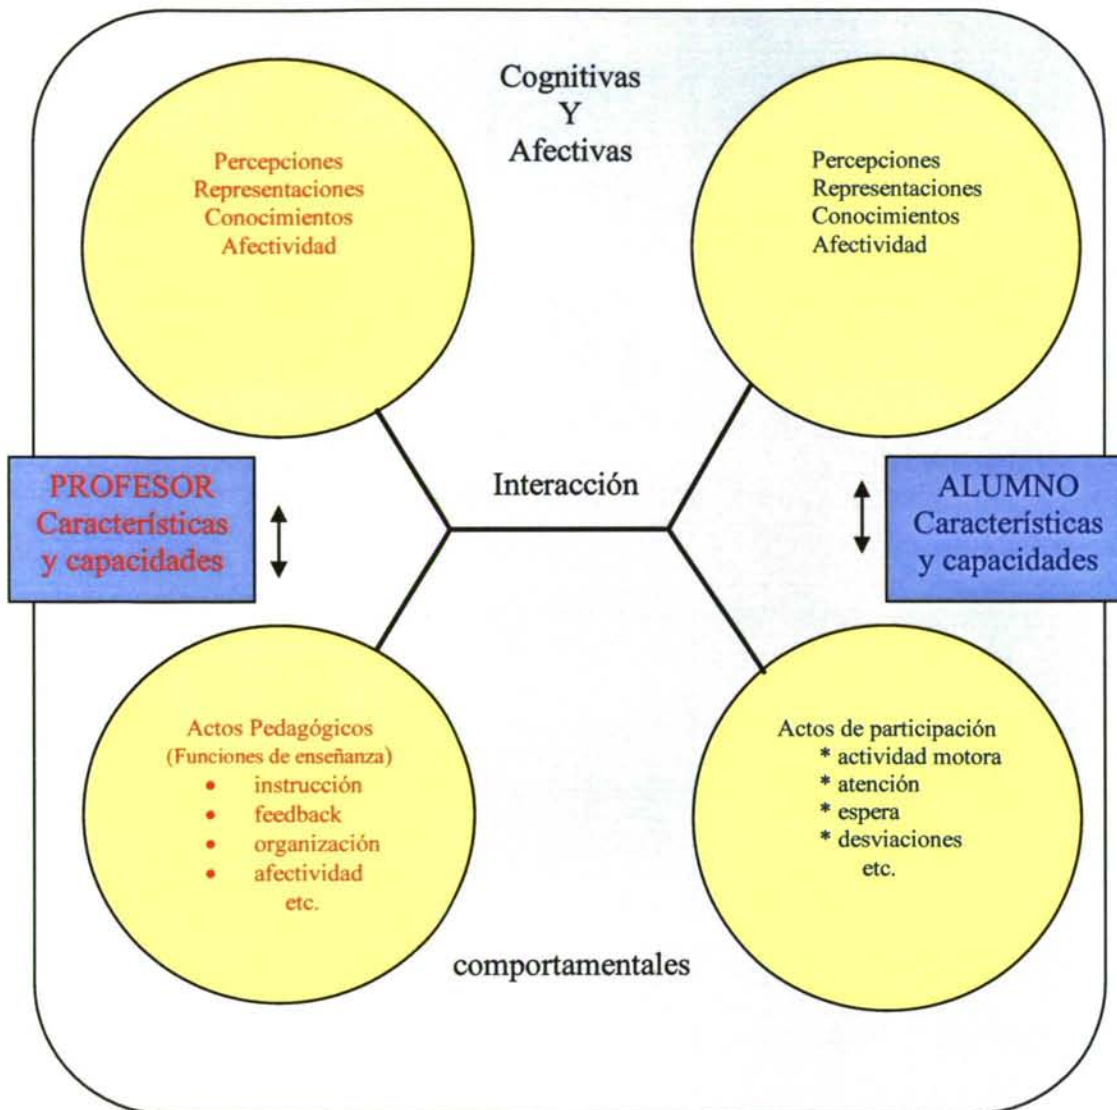 Cognitivas
Y
Afectivas
Percepciones
Representaciones
Conocimientos
Afectividad
Percepciones
Representaciones
Conocimientos
Afectividad
PROFESOR
Características
y capacidades
Interacción
ALUMNO
Características
y capacidades
Actos Pedagógicos
(Funciones de enseñanza)
• instrucción
• feedback
• organización
• afectividad
etc.
Actos de participación
* actividad motora
* atención
* espera
* desviaciones
etc.
comportamentales